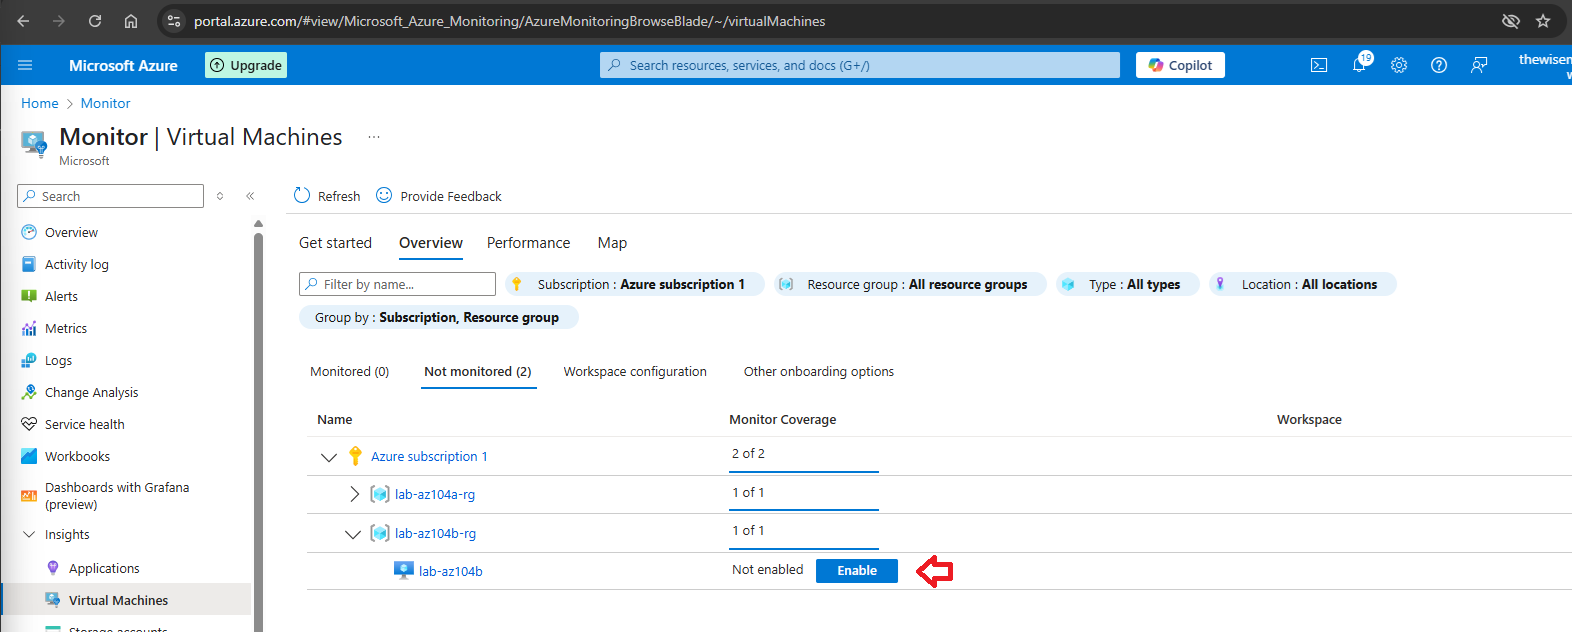 portal.azure.com/#view/Microsoft_Azure_Monitoring/AzureMonitoringBrowseBlade/~/virtualMachines
Microsoft Azure
Upgrade
Search resources, services, and docs (G+/)
Copilot
19
thewisen
Home > Monitor
Monitor | Virtual Machines ...
Microsoft
Search
Refresh
Provide Feedback
Overview
Activity log
Alerts
Metrics
Logs
Change Analysis
Service health
Workbooks
Dashboards with Grafana
(preview)
Insights
Applications
Virtual Machines
Storage accounts
Get started
Overview
Performance
Map
Filter by name...
Subscription : Azure subscription 1
Resource group : All resource groups
Type : All types
Location : All locations
Group by : Subscription, Resource group
Monitored (0)
Not monitored (2)
Workspace configuration
Other onboarding options
Name
Monitor Coverage
Workspace
Azure subscription 1
2 of 2
lab-az104a-rg
1 of 1
lab-az104b-rg
1 of 1
lab-az104b
Not enabled
Enable